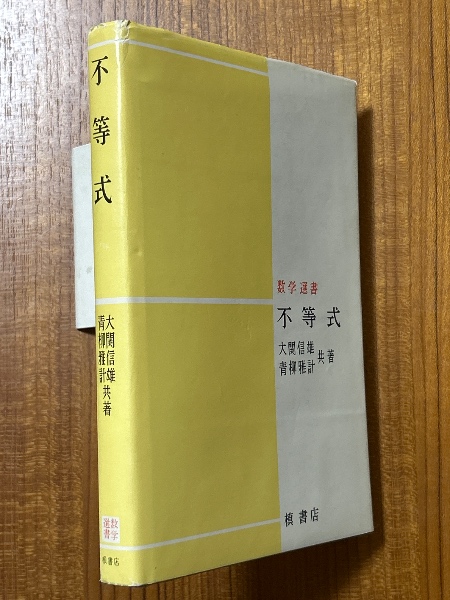 不等式
大関信雄
青柳雅計
共著
数学
選書
槙書店
数学選書
不等式
大関信雄
青柳雅計
共著
槙書店